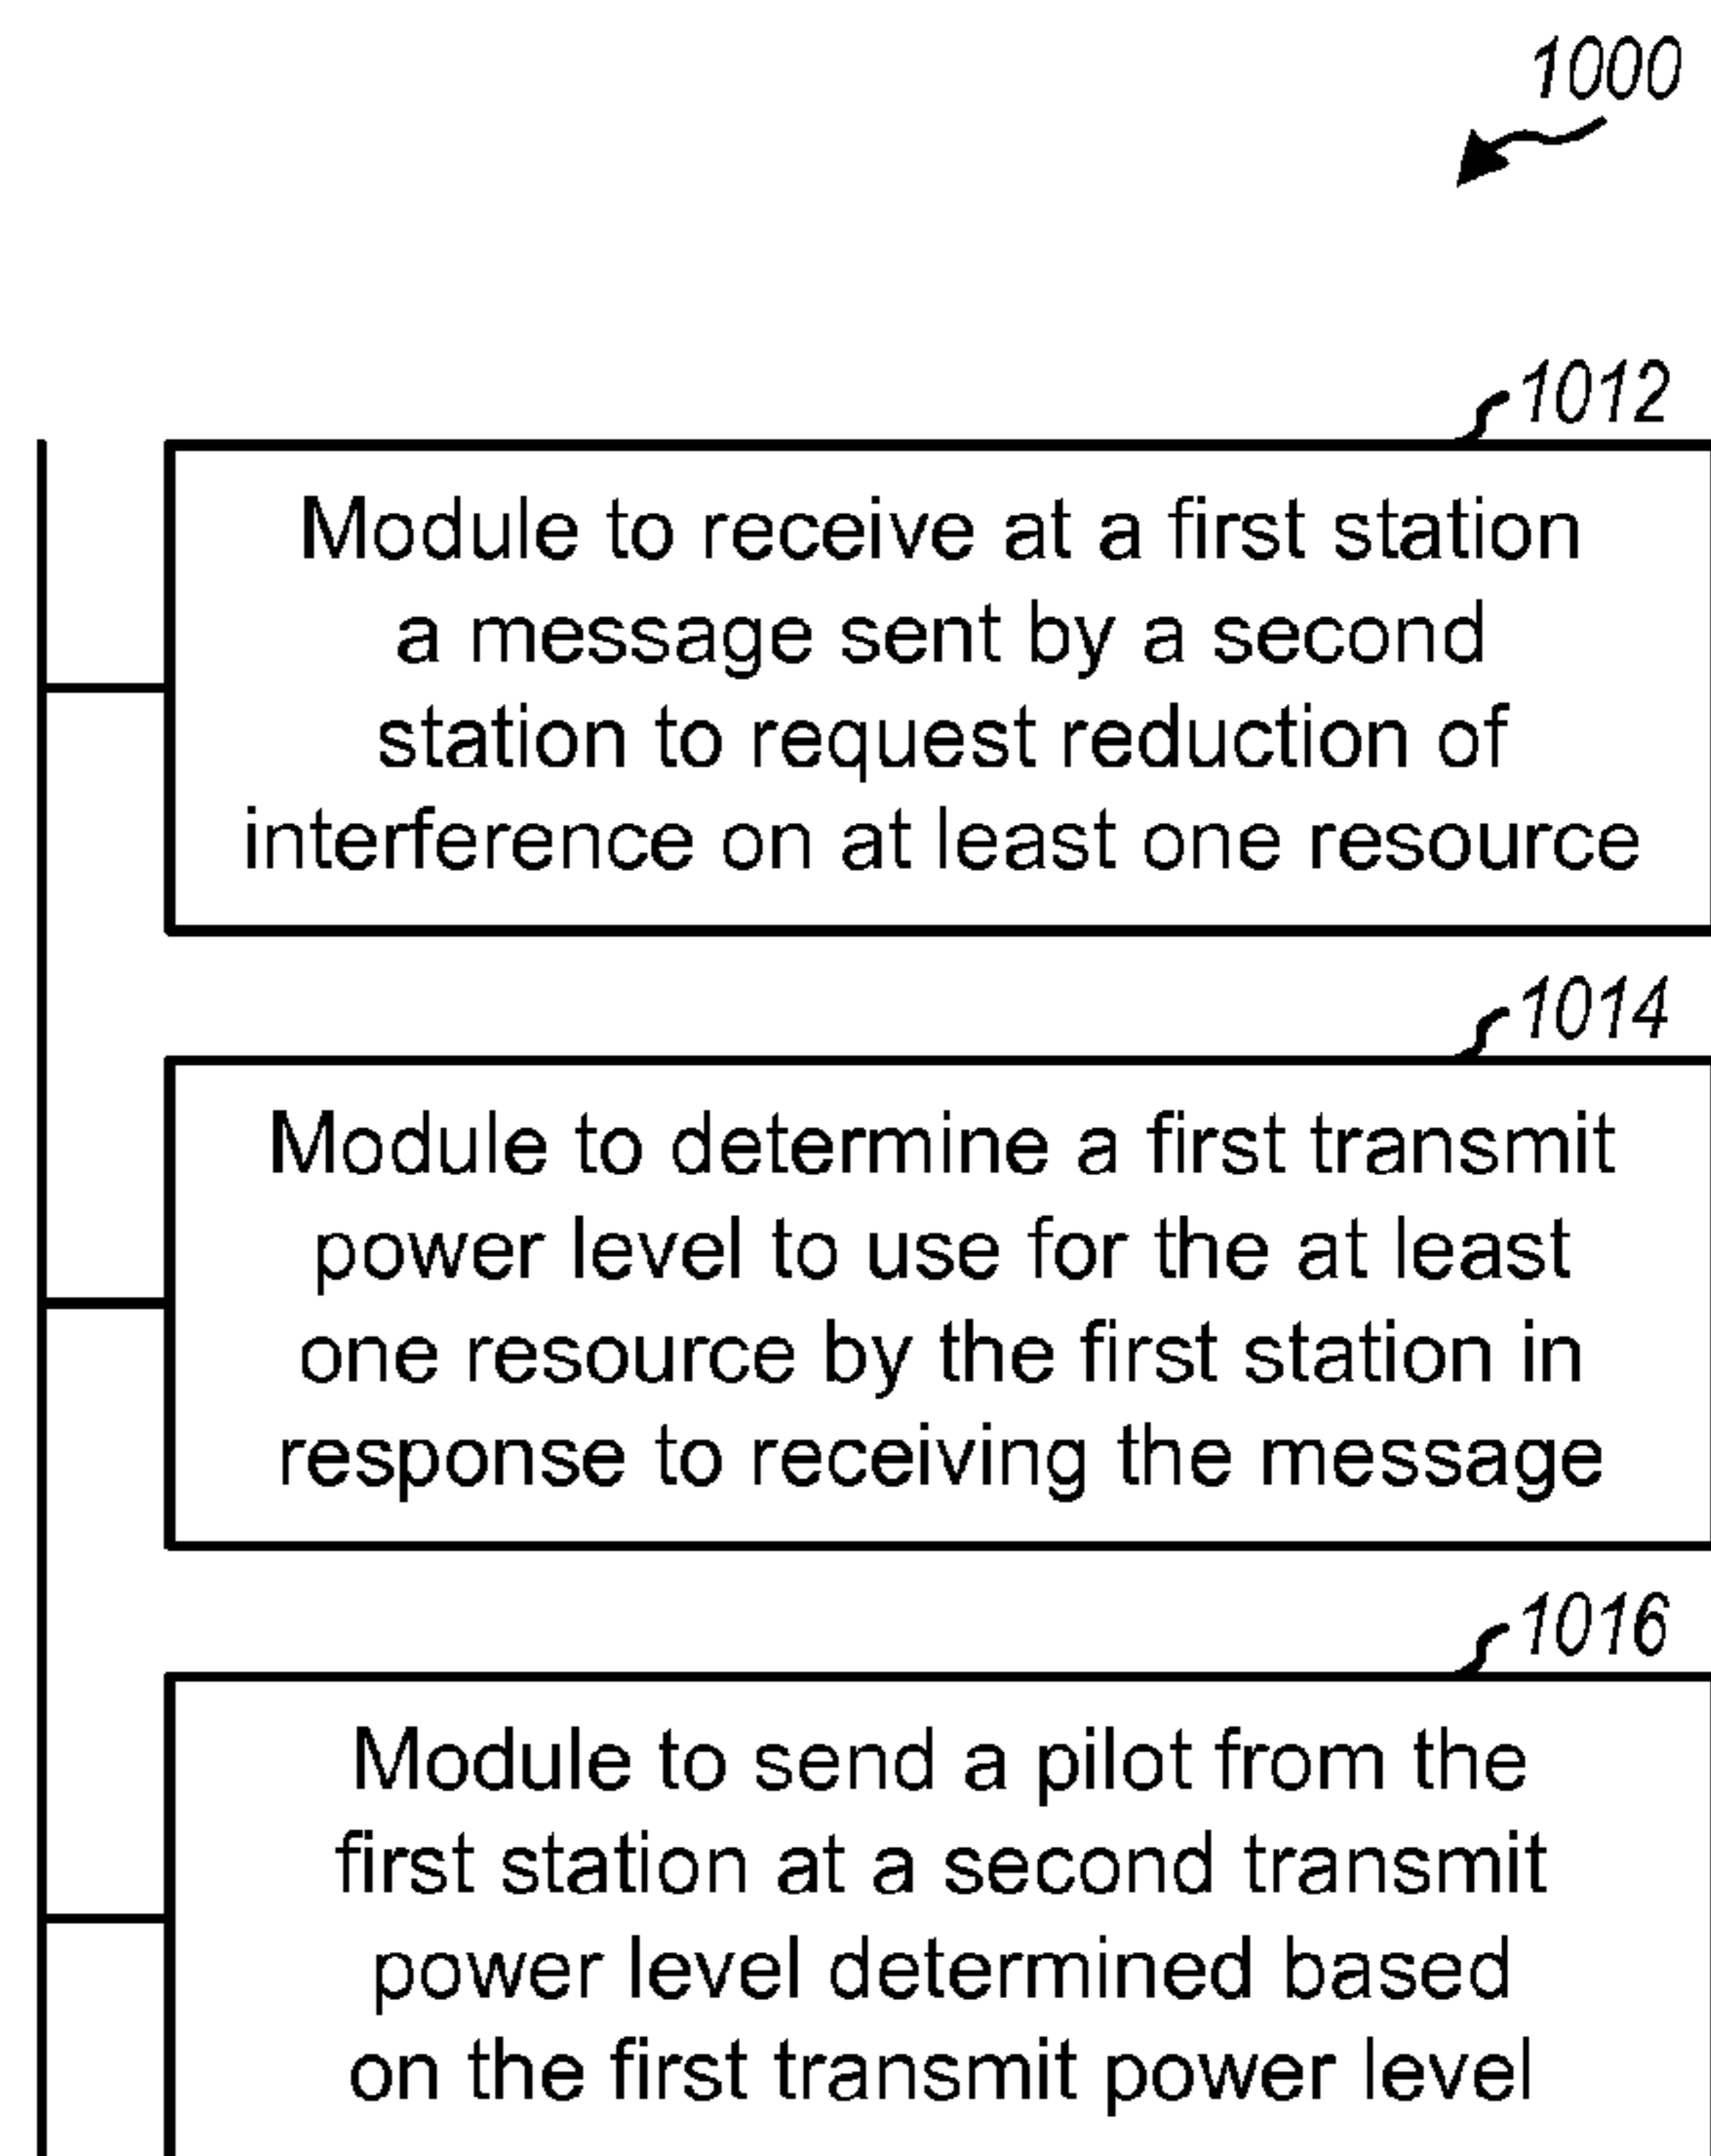 1000
1012
Module to receive at a first station
a message sent by a second
station to request reduction of
interference on at least one resource
1014
Module to determine a first transmit
power level to use for the at least
one resource by the first station in
response to receiving the message
1016
Module to send a pilot from the
first station at a second transmit
power level determined based
on the first transmit power level